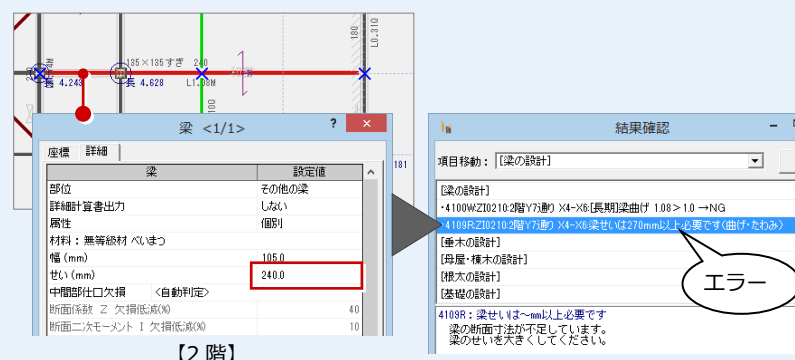 180
L0.31Q
135×135すぎ 240
長 4.243
長 4.628
100
181
梁 <1/1>
? ×
座標 詳細
梁 設定値
部位 その他の梁
詳細計算書出力 しない
属性 個別
材料：無等級材 べいまつ
幅 (mm) 105.0
せい (mm) 240.0
中間部仕口欠損 <自動判定>
断面係数 Z 欠損低減(%) 40
断面二次モーメント I 欠損低減(%) 10
【2 階】
結果確認
項目移動： [梁の設計]
[梁の設計]
・4100W:ZI0210:2階Y7通り X4-X6:[長期]梁曲げ 1.08＞1.0 →NG
・4109R:ZI0210:2階Y7通り X4-X6:梁せいは270mm以上必要です(曲げ・たわみ)
[垂木の設計]
[母屋・棟木の設計]
[根太の設計]
[基礎の設計]
エラー
4109R：梁せいは～mm以上必要です
梁の断面寸法が不足しています。
梁のせいを大きくしてください。